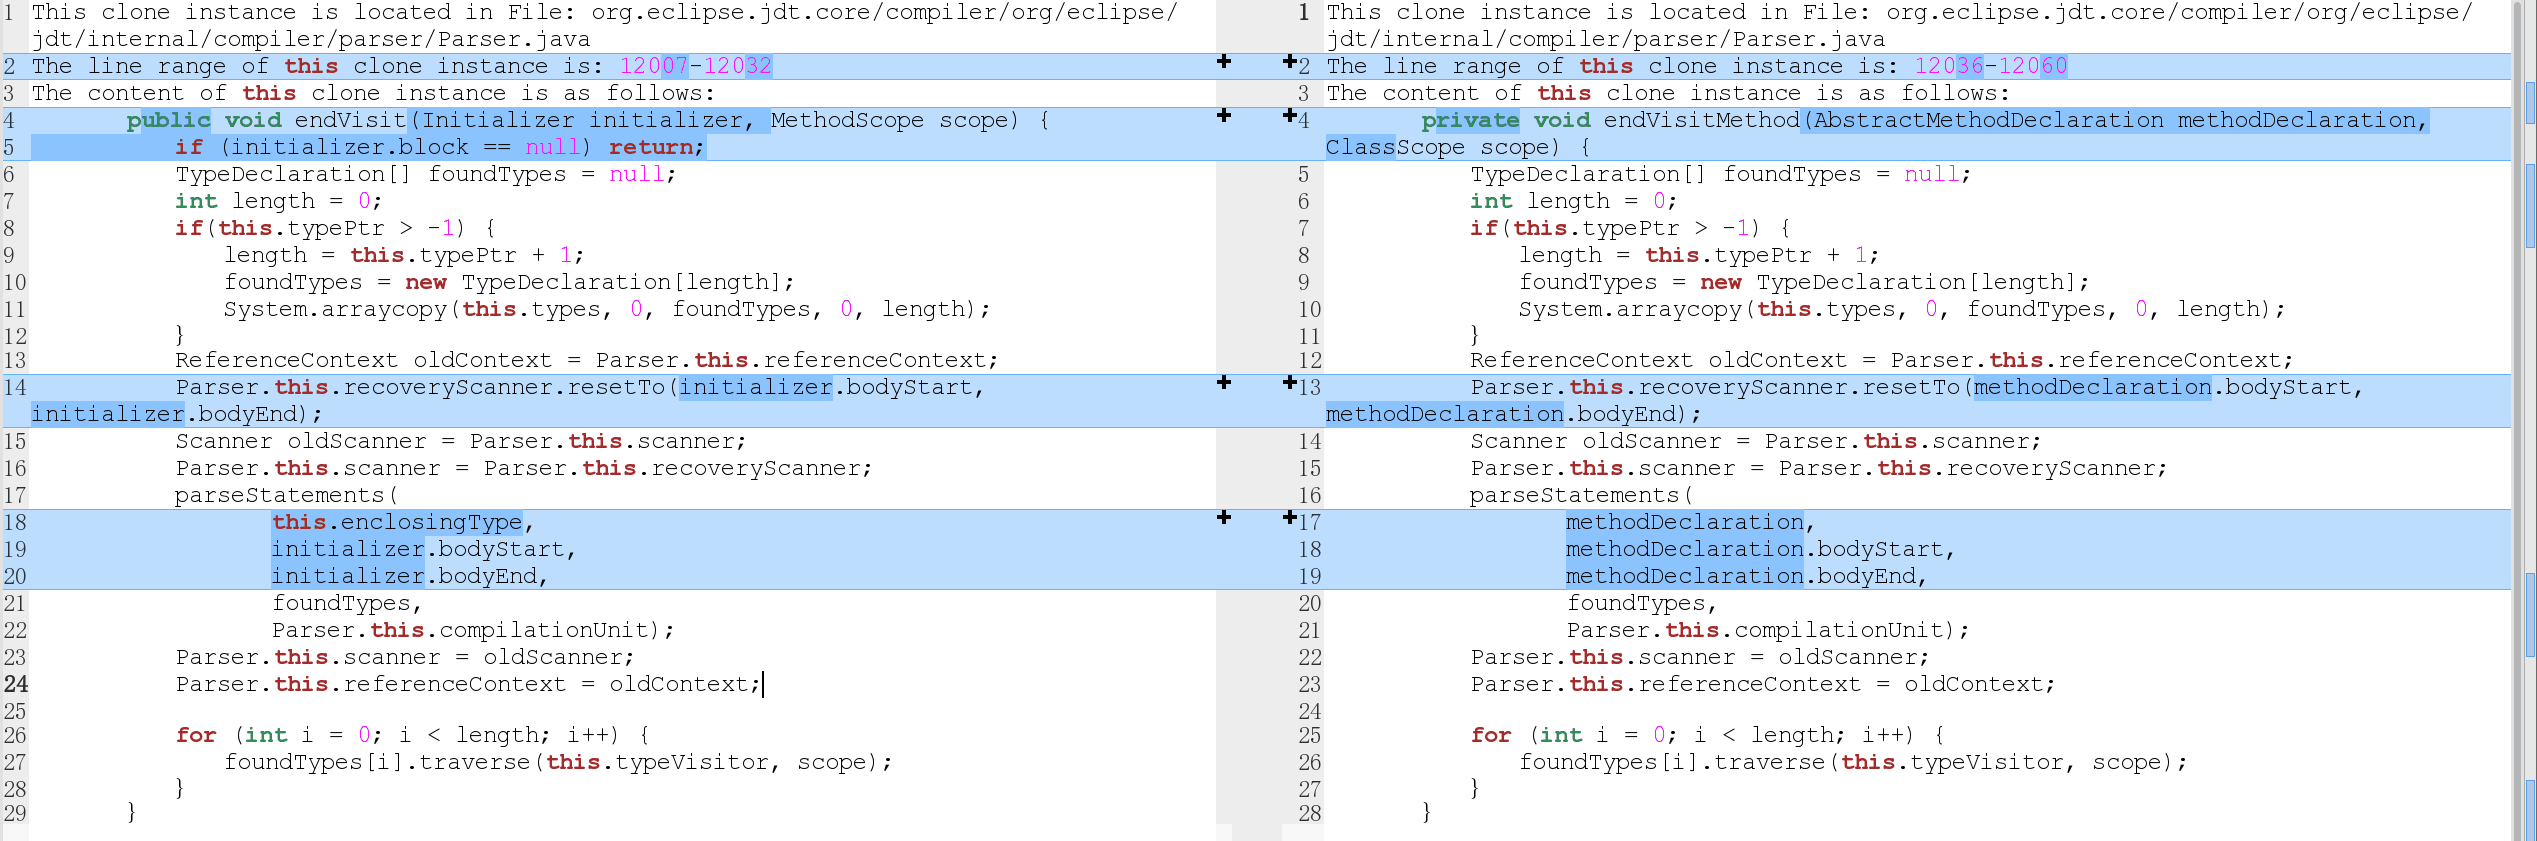 1 This clone instance is located in File: org.eclipse.jdt.core/compiler/org/eclipse/
jdt/internal/compiler/parser/Parser.java
2 The line range of this clone instance is: 12007-12032
3 The content of this clone instance is as follows:
4 public void endVisit(Initializer initializer, MethodScope scope) {
5 if (initializer.block == null) return;
6 TypeDeclaration[] foundTypes = null;
7 int length = 0;
8 if(this.typePtr > -1) {
9 length = this.typePtr + 1;
10 foundTypes = new TypeDeclaration[length];
11 System.arraycopy(this.types, 0, foundTypes, 0, length);
12 }
13 ReferenceContext oldContext = Parser.this.referenceContext;
14 Parser.this.recoveryScanner.resetTo(initializer.bodyStart,
initializer.bodyEnd);
15 Scanner oldScanner = Parser.this.scanner;
16 Parser.this.scanner = Parser.this.recoveryScanner;
17 parseStatements(
18 this.enclosingType,
19 initializer.bodyStart,
20 initializer.bodyEnd,
21 foundTypes,
22 Parser.this.compilationUnit);
23 Parser.this.scanner = oldScanner;
24 Parser.this.referenceContext = oldContext;
25
26 for (int i = 0; i < length; i++) {
27 foundTypes[i].traverse(this.typeVisitor, scope);
28 }
29 }
1 This clone instance is located in File: org.eclipse.jdt.core/compiler/org/eclipse/
jdt/internal/compiler/parser/Parser.java
2 The line range of this clone instance is: 12036-12060
3 The content of this clone instance is as follows:
4 private void endVisitMethod(AbstractMethodDeclaration methodDeclaration,
ClassScope scope) {
5 TypeDeclaration[] foundTypes = null;
6 int length = 0;
7 if(this.typePtr > -1) {
8 length = this.typePtr + 1;
9 foundTypes = new TypeDeclaration[length];
10 System.arraycopy(this.types, 0, foundTypes, 0, length);
11 }
12 ReferenceContext oldContext = Parser.this.referenceContext;
13 Parser.this.recoveryScanner.resetTo(methodDeclaration.bodyStart,
methodDeclaration.bodyEnd);
14 Scanner oldScanner = Parser.this.scanner;
15 Parser.this.scanner = Parser.this.recoveryScanner;
16 parseStatements(
17 methodDeclaration,
18 methodDeclaration.bodyStart,
19 methodDeclaration.bodyEnd,
20 foundTypes,
21 Parser.this.compilationUnit);
22 Parser.this.scanner = oldScanner;
23 Parser.this.referenceContext = oldContext;
24
25 for (int i = 0; i < length; i++) {
26 foundTypes[i].traverse(this.typeVisitor, scope);
27 }
28 }